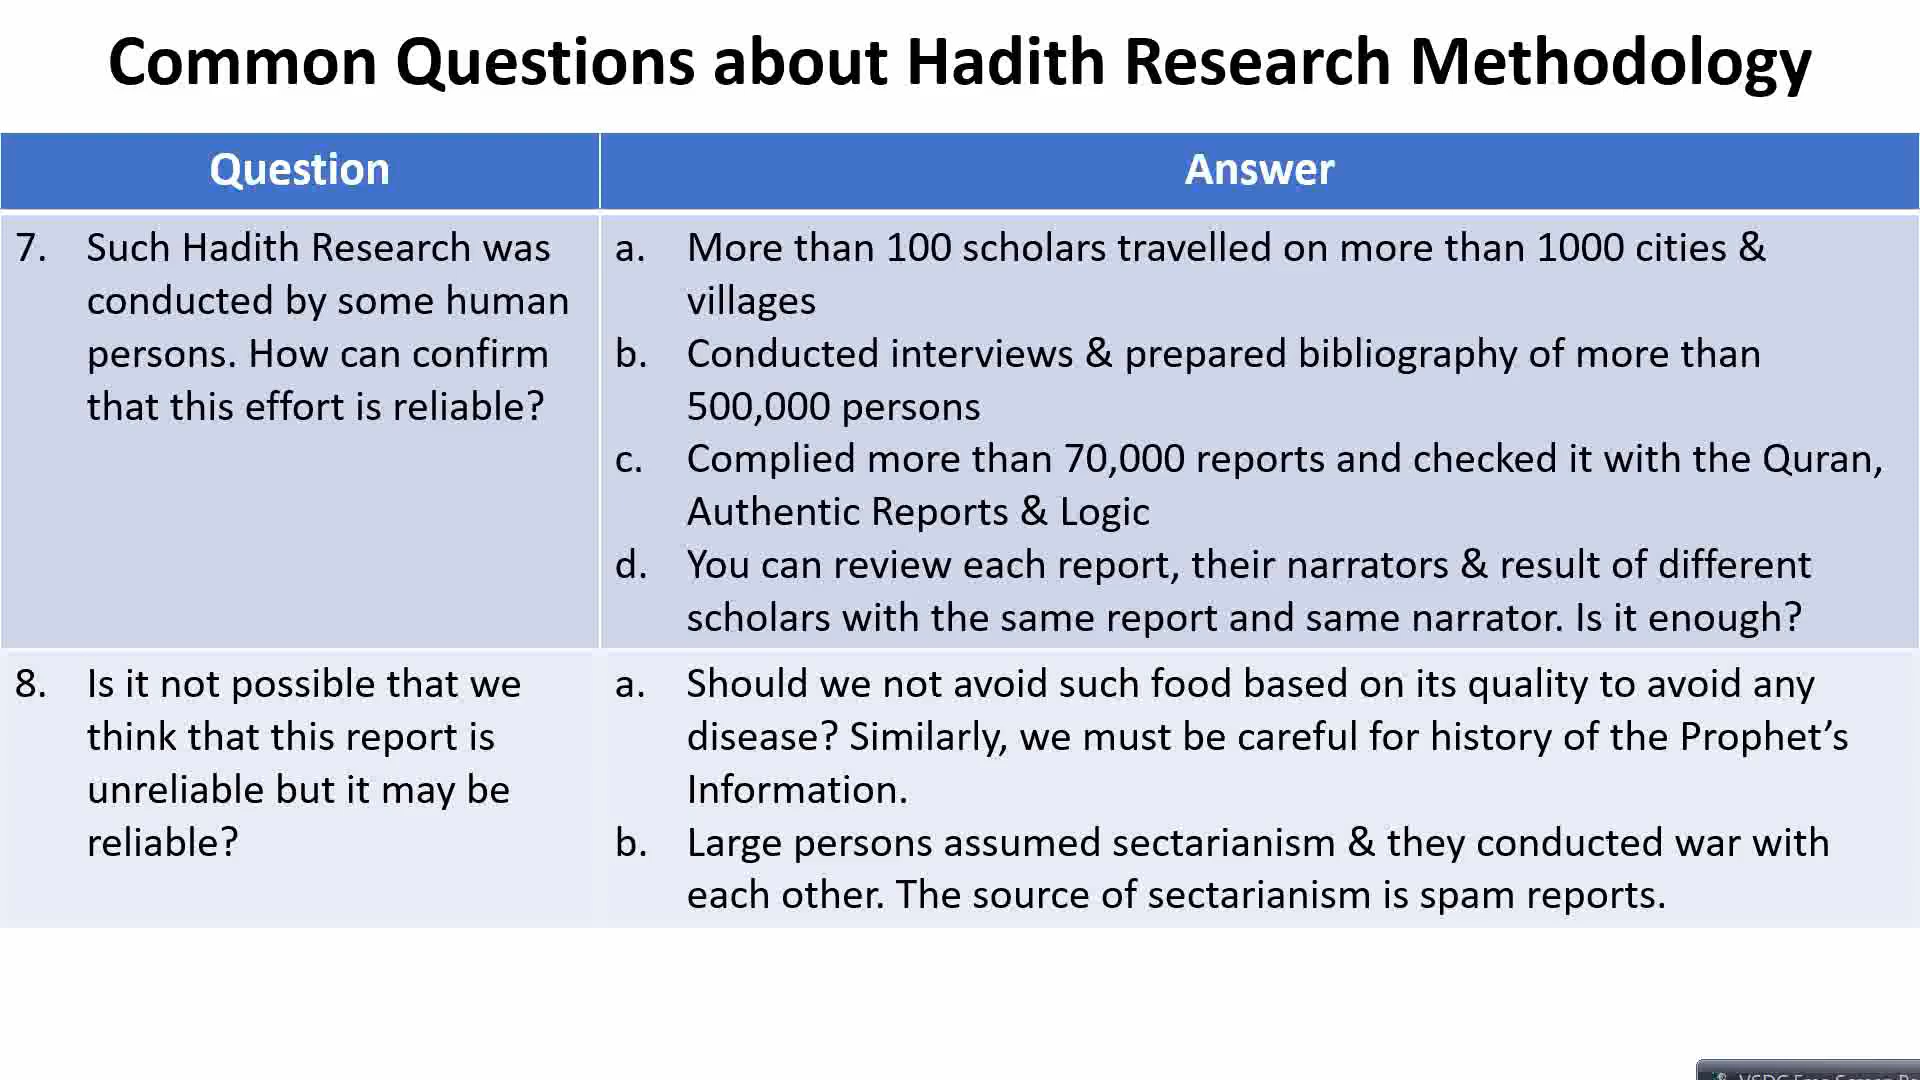 Common Questions about Hadith Research Methodology
Question
Answer
7. Such Hadith Research was
conducted by some human
persons. How can confirm
that this effort is reliable?
a. More than 100 scholars travelled on more than 1000 cities &
villages
b. Conducted interviews & prepared bibliography of more than
500,000 persons
c. Complied more than 70,000 reports and checked it with the Quran,
Authentic Reports & Logic
d. You can review each report, their narrators & result of different
scholars with the same report and same narrator. Is it enough?
8. Is it not possible that we
think that this report is
unreliable but it may be
reliable?
a. Should we not avoid such food based on its quality to avoid any
disease? Similarly, we must be careful for history of the Prophet’s
Information.
b. Large persons assumed sectarianism & they conducted war with
each other. The source of sectarianism is spam reports.